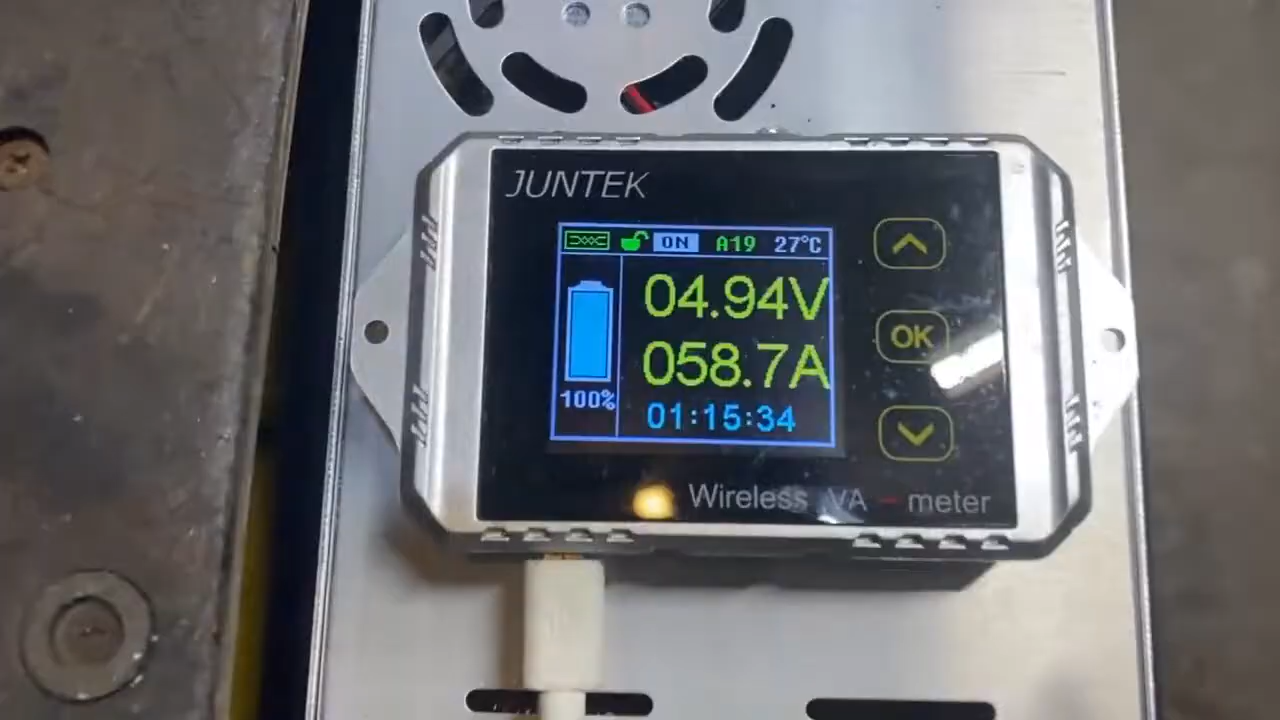 JUNTEK
ON A19 27°C
04.94V
058.7A
100%
01:15:34
OK
Wireless VA - meter